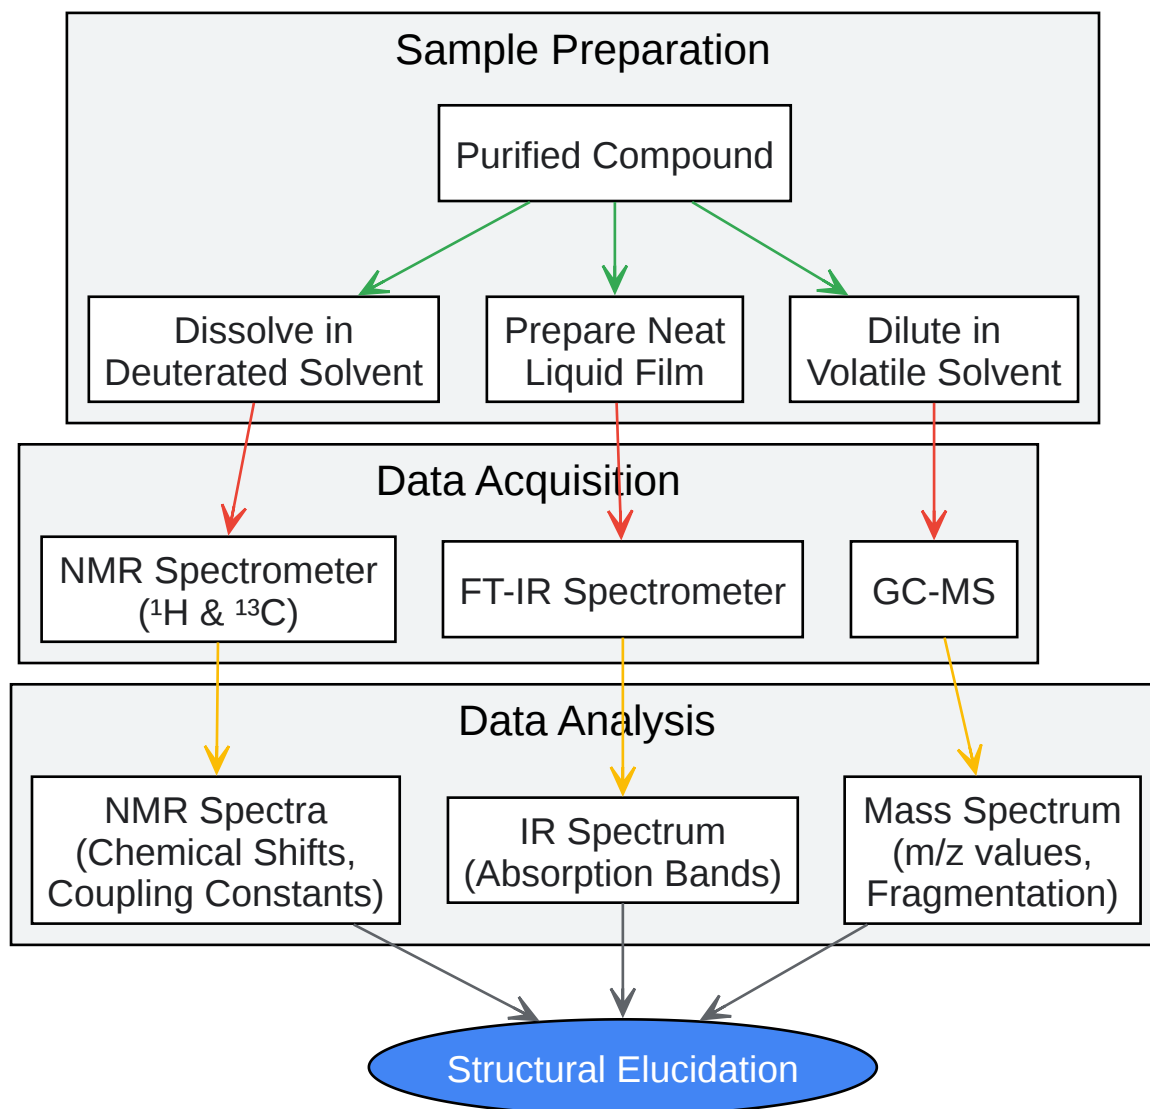 Sample Preparation
Purified Compound
Dissolve in
Deuterated Solvent
Prepare Neat
Liquid Film
Dilute in
Volatile Solvent
Data Acquisition
NMR Spectrometer
(¹H & ¹³C)
FT-IR Spectrometer
GC-MS
Data Analysis
NMR Spectra
(Chemical Shifts,
Coupling Constants)
IR Spectrum
(Absorption Bands)
Mass Spectrum
(m/z values,
Fragmentation)
Structural Elucidation